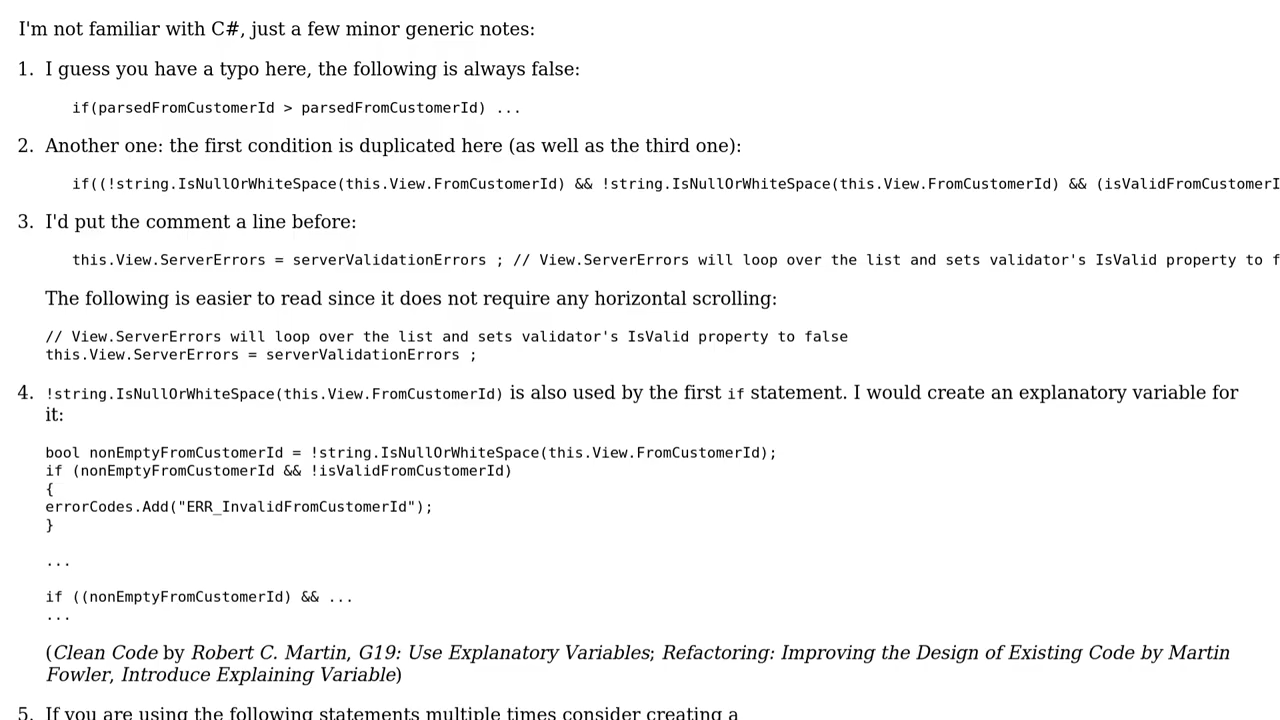 I'm not familiar with C#, just a few minor generic notes:
1. I guess you have a typo here, the following is always false:
if(parsedFromCustomerId > parsedFromCustomerId) ...
2. Another one: the first condition is duplicated here (as well as the third one):
if((!string.IsNullOrWhiteSpace(this.View.FromCustomerId) && !string.IsNullOrWhiteSpace(this.View.FromCustomerId) && (isValidFromCustomerI
3. I'd put the comment a line before:
this.View.ServerErrors = serverValidationErrors ; // View.ServerErrors will loop over the list and sets validator's IsValid property to f
The following is easier to read since it does not require any horizontal scrolling:
// View.ServerErrors will loop over the list and sets validator's IsValid property to false
this.View.ServerErrors = serverValidationErrors ;
4. !string.IsNullOrWhiteSpace(this.View.FromCustomerId) is also used by the first if statement. I would create an explanatory variable for
it:
bool nonEmptyFromCustomerId = !string.IsNullOrWhiteSpace(this.View.FromCustomerId);
if (nonEmptyFromCustomerId && !isValidFromCustomerId)
{
errorCodes.Add("ERR_InvalidFromCustomerId");
}
...
if ((nonEmptyFromCustomerId) && ...
...
(Clean Code by Robert C. Martin, G19: Use Explanatory Variables; Refactoring: Improving the Design of Existing Code by Martin
Fowler, Introduce Explaining Variable)
5. If you are using the following statements multiple times consider creating a